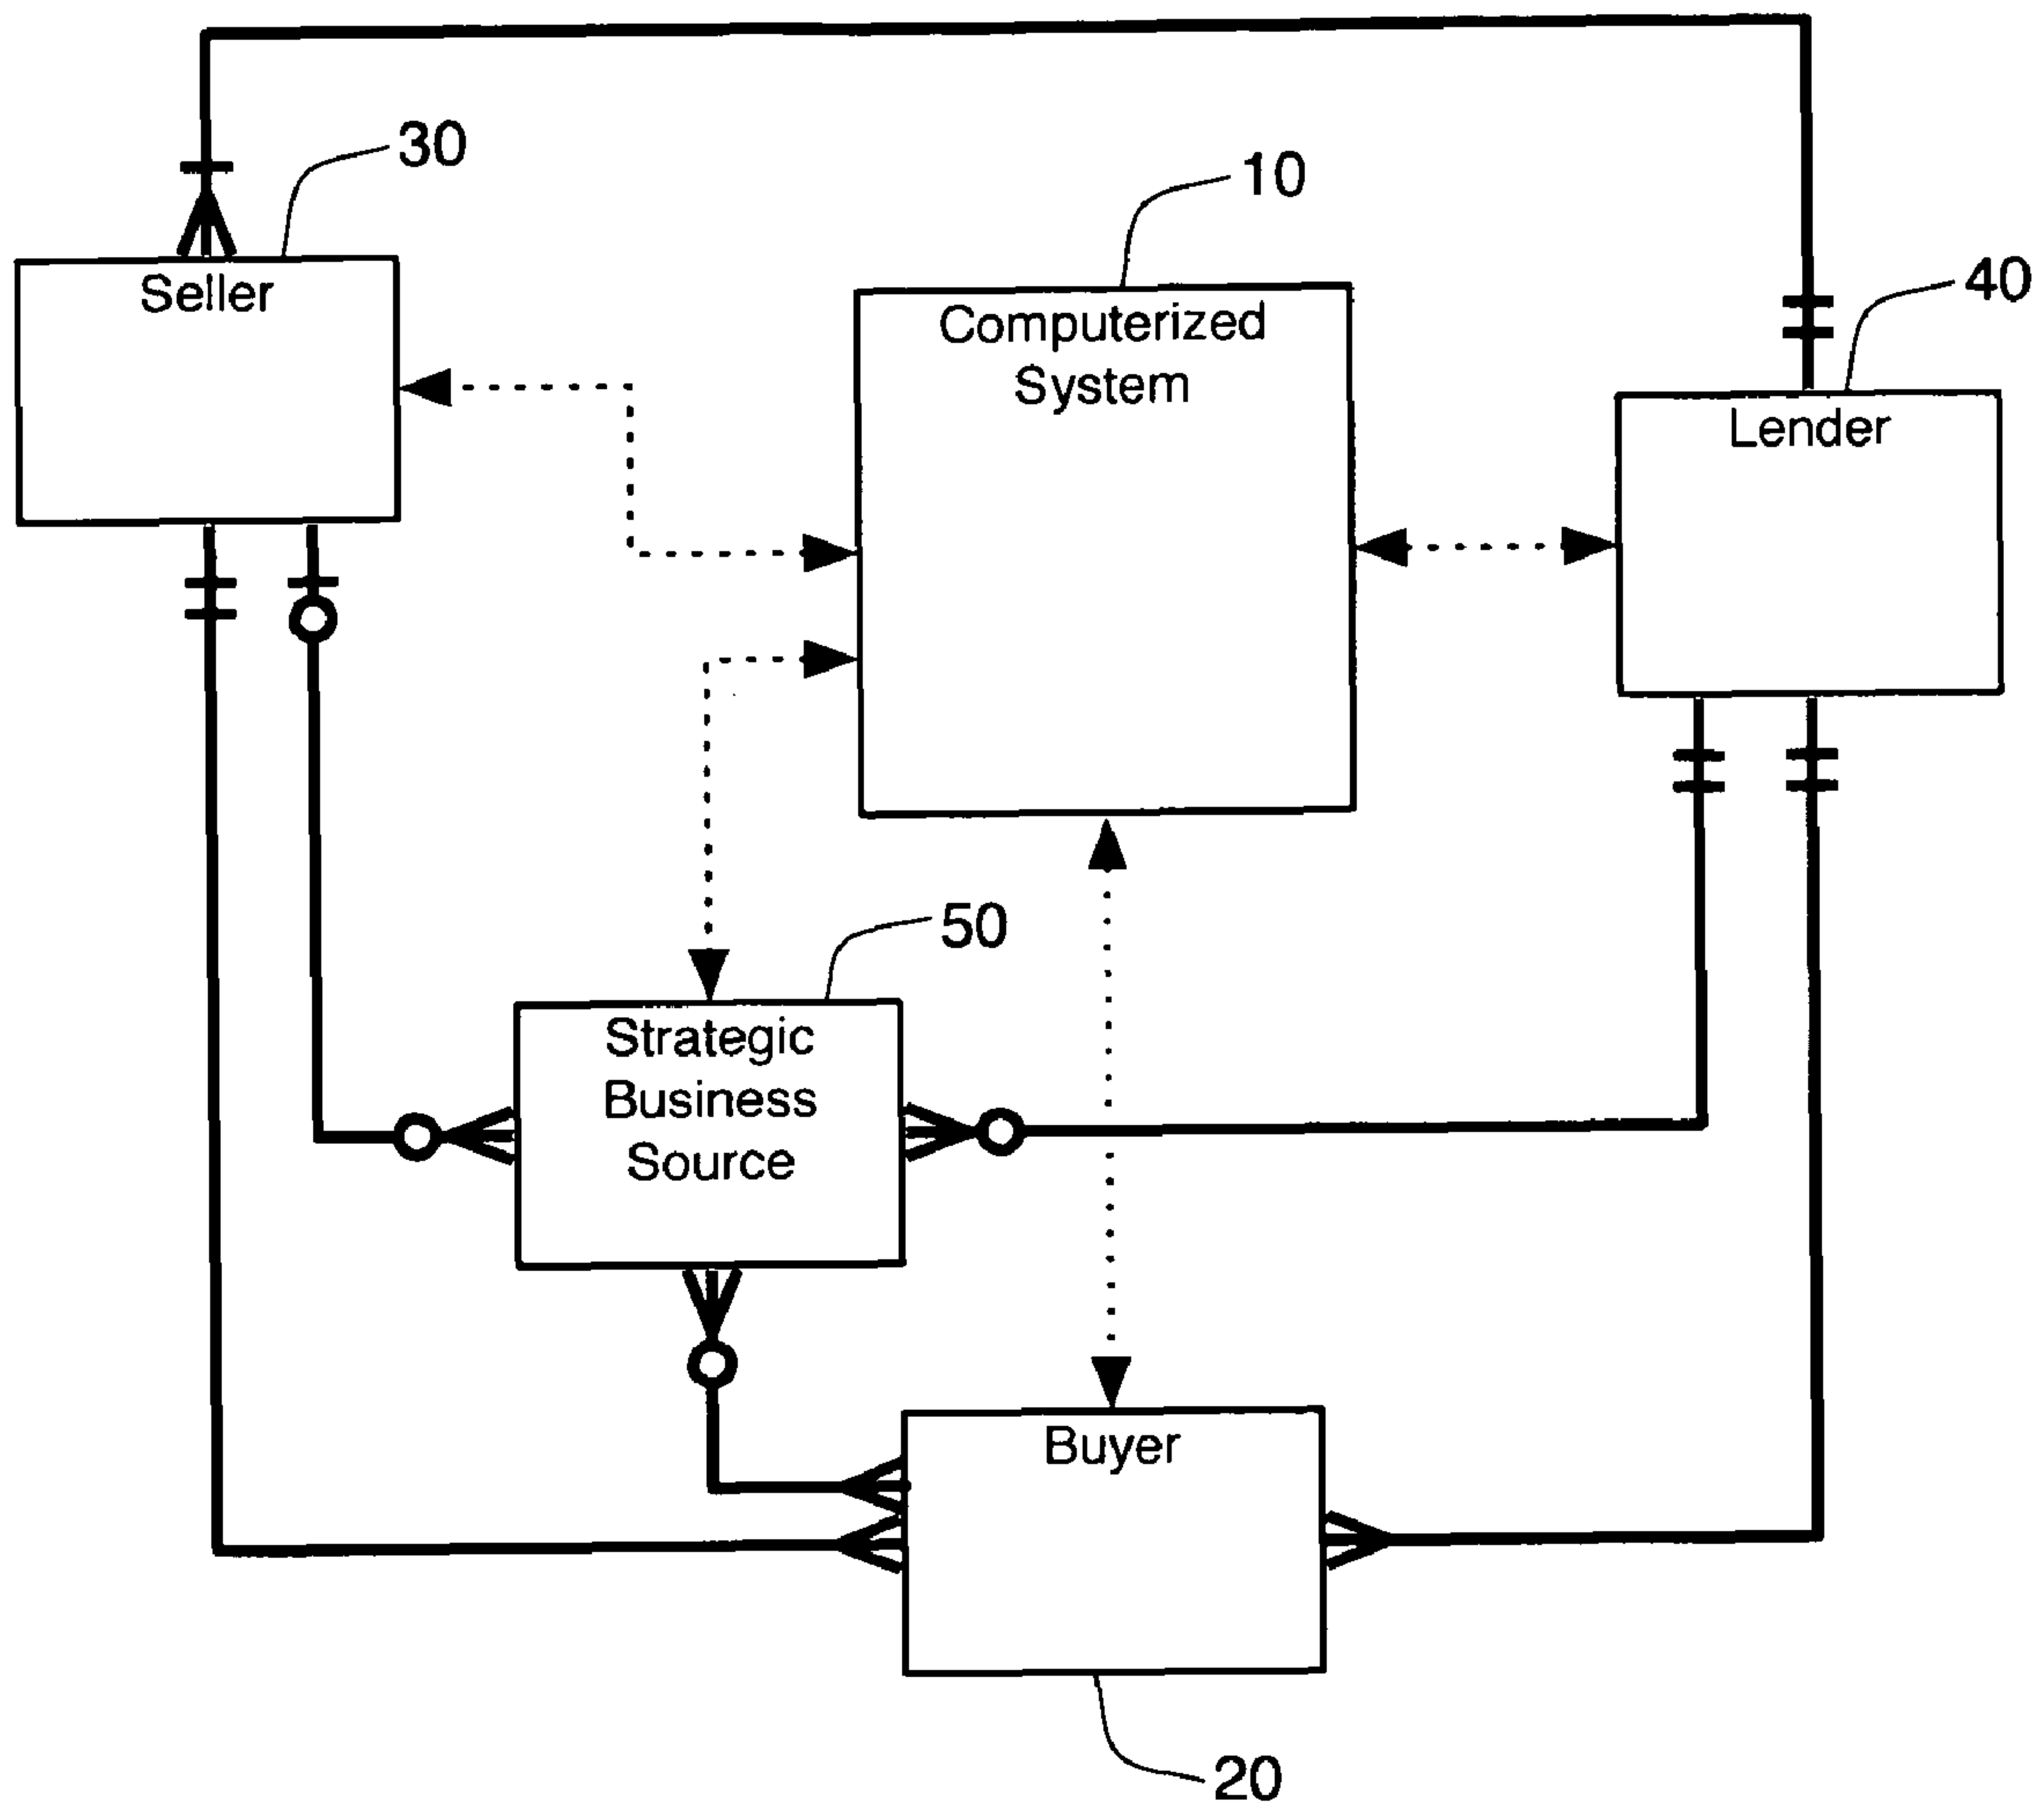 30
10
40
Seller
Computerized
System
Lender
50
Strategic
Business
Source
Buyer
20